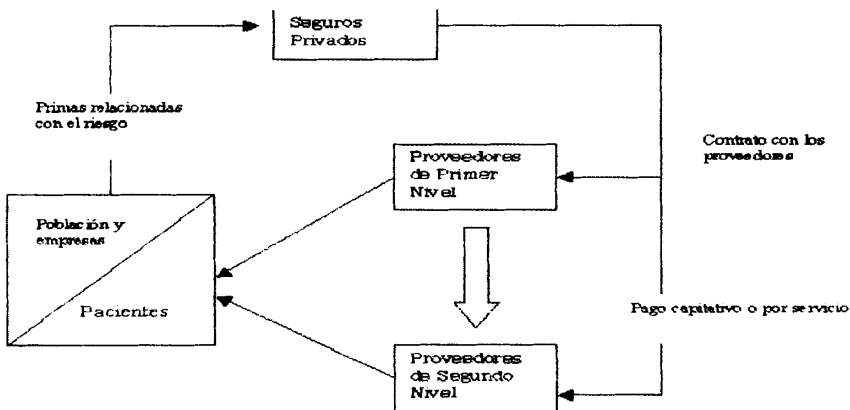 Seguros
Privados
Primas relacionadas
con el riesgo
Contrato con los
proveedores
Proveedores
de Primer
Nivel
Población y
empresas
Pacientes
Pago capitativo o por servicio
Proveedores
de Segundo
Nivel